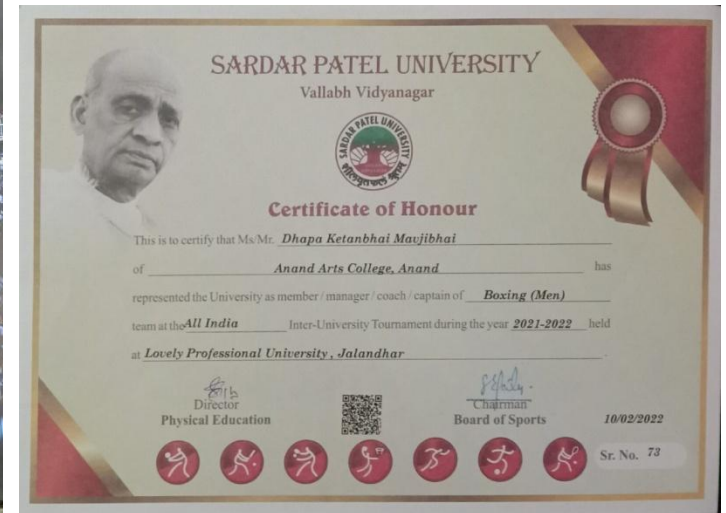 SARDAR PATEL UNIVERSITY
Vallabh Vidyanagar
SARDAR PATEL UNIVERSITY
शीलवृत्तफलं श्रुतम्
Certificate of Honour
This is to certify that Ms/Mr. Dhapa Ketanbhai Mavjibhai
of Anand Arts College, Anand has
represented the University as member / manager / coach / captain of Boxing (Men)
team at the All India Inter-University Tournament during the year 2021-2022 held
at Lovely Professional University, Jalandhar.
Director
Physical Education
Chairman
Board of Sports
10/02/2022
Sr. No. 73